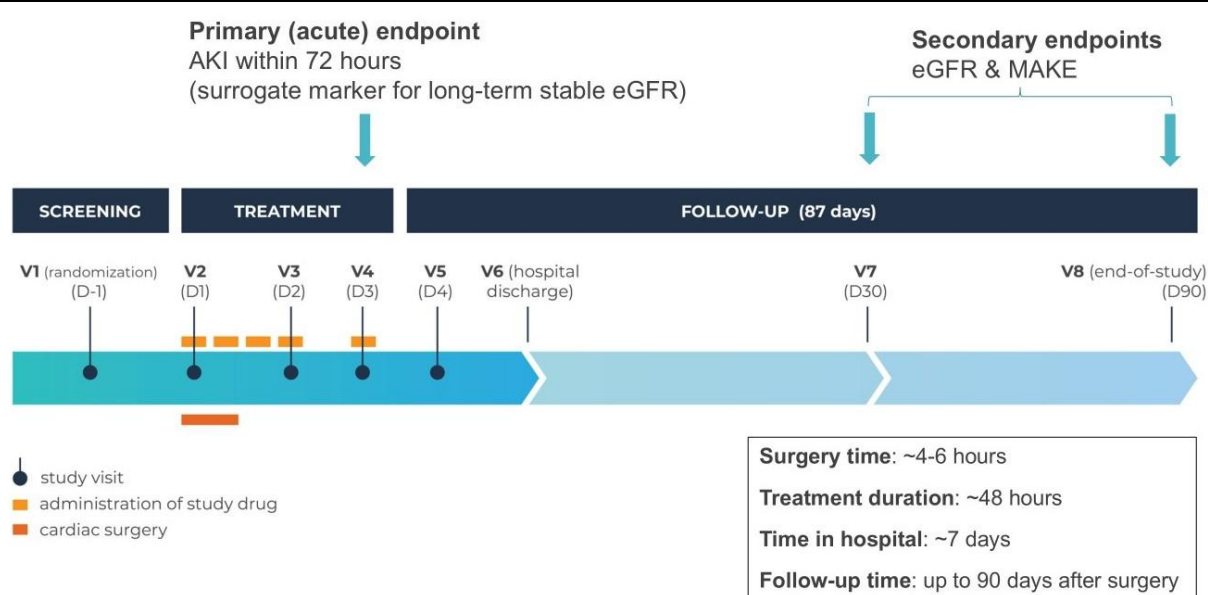 Primary (acute) endpoint
AKI within 72 hours
(surrogate marker for long-term stable eGFR)
Secondary endpoints
eGFR & MAKE
SCREENING
TREATMENT
FOLLOW-UP (87 days)
V1 (randomization)
(D-1)
V2
(D1)
V3
(D2)
V4
(D3)
V5
(D4)
V6 (hospital
discharge)
V7
(D30)
V8 (end-of-study)
(D90)
study visit
administration of study drug
cardiac surgery
Surgery time: ~4-6 hours
Treatment duration: ~48 hours
Time in hospital: ~7 days
Follow-up time: up to 90 days after surgery